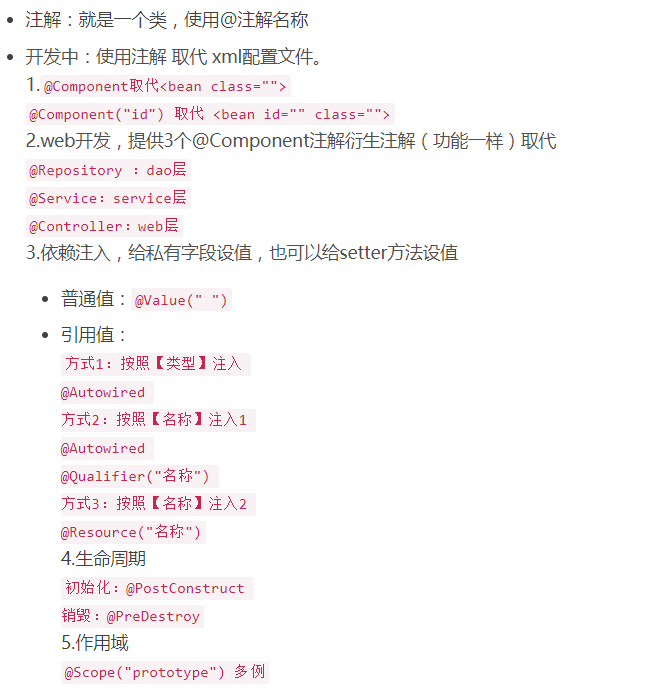 注解：就是一个类，使用@注解名称
开发中：使用注解 取代 xml配置文件。
1. @Component取代<bean class="">
@Component("id") 取代 <bean id="" class="">
2.web开发，提供3个@Component注解衍生注解（功能一样）取代
@Repository ：dao层
@Service：service层
@Controller：web层
3.依赖注入，给私有字段设值，也可以给setter方法设值
普通值：@Value(" ")
引用值：
方式1：按照【类型】注入
@Autowired
方式2：按照【名称】注入1
@Autowired
@Qualifier("名称")
方式3：按照【名称】注入2
@Resource("名称")
4.生命周期
初始化：@PostConstruct
销毁：@PreDestroy
5.作用域
@Scope("prototype") 多例